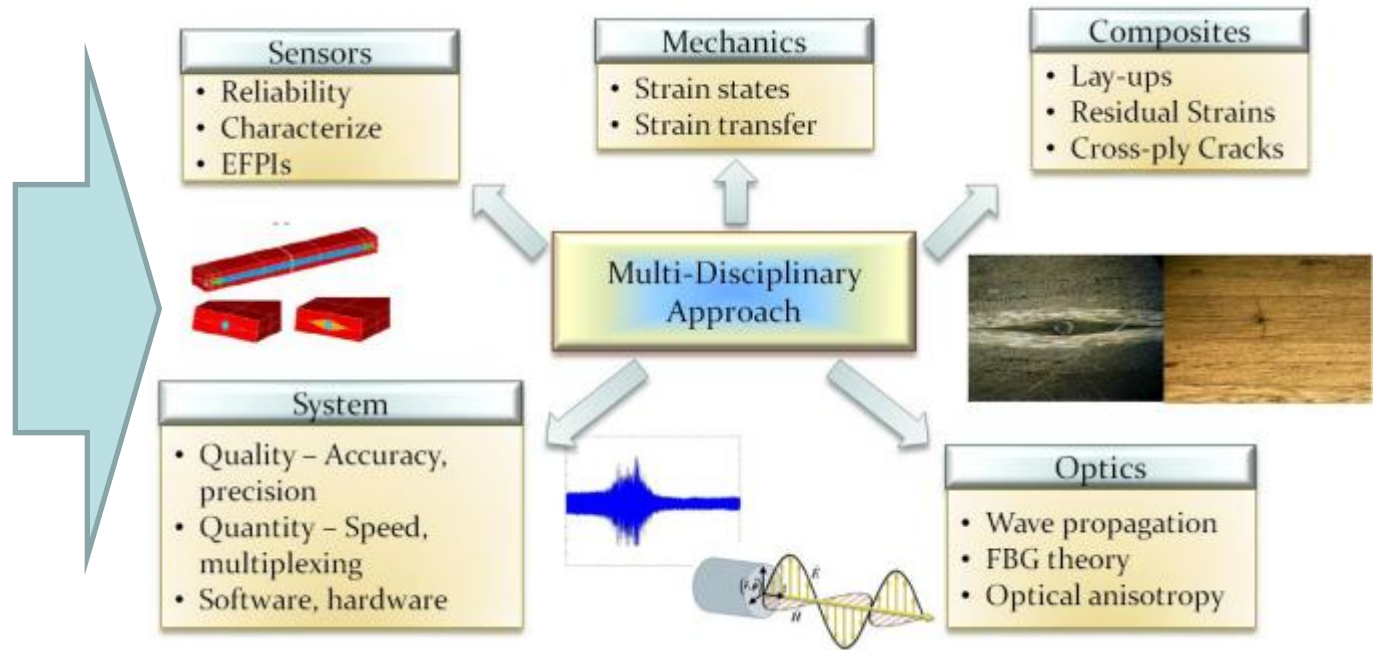 Sensors
• Reliability
• Characterize
• EFPIs
Mechanics
• Strain states
• Strain transfer
Composites
• Lay-ups
• Residual Strains
• Cross-ply Cracks
Multi-Disciplinary
Approach
System
• Quality – Accuracy,
precision
• Quantity – Speed,
multiplexing
• Software, hardware
Optics
• Wave propagation
• FBG theory
• Optical anisotropy